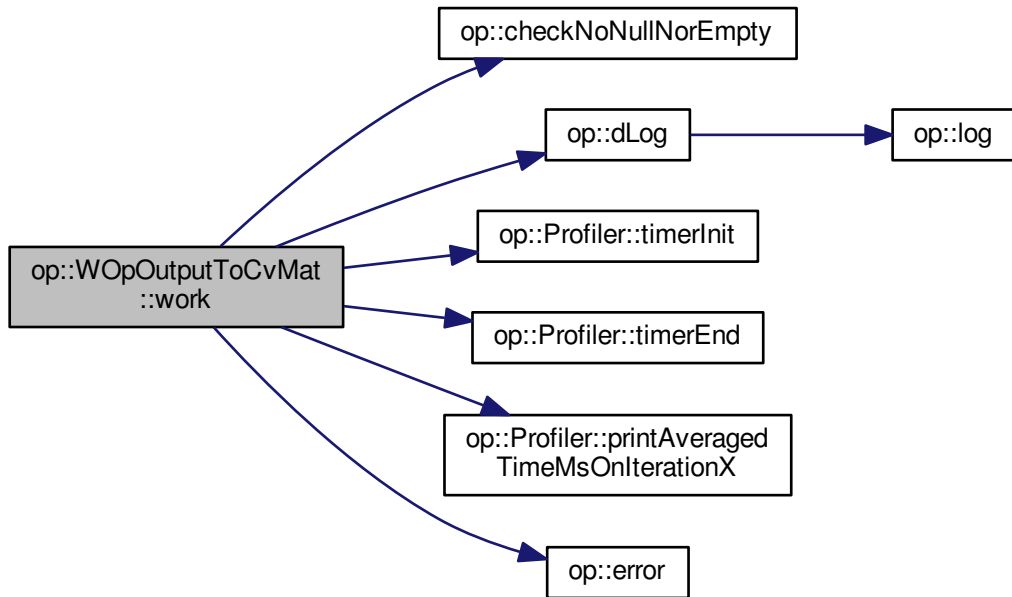 op::checkNoNullNorEmpty
op::dLog
op::log
op::Profiler::timerInit
op::WOpOutputToCvMat
::work
op::Profiler::timerEnd
op::Profiler::printAveraged
TimeMsOnIterationX
op::error